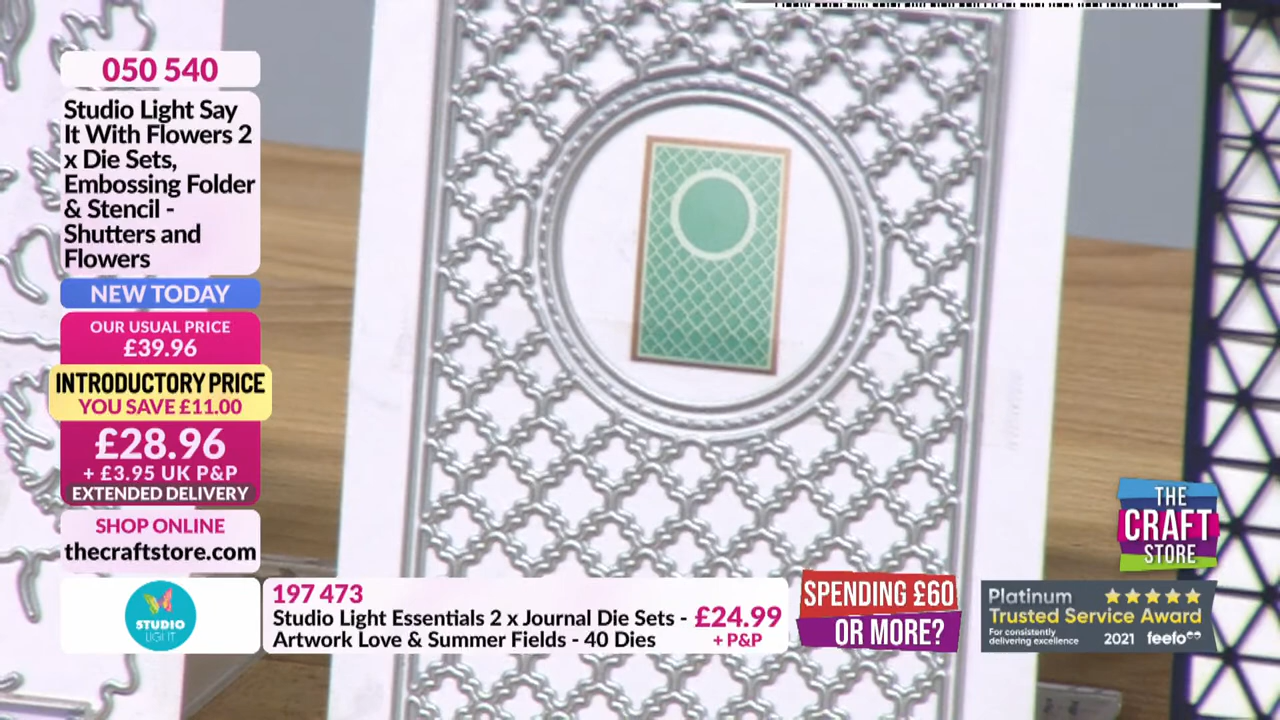 050 540
Studio Light Say
It With Flowers 2
x Die Sets,
Embossing Folder
& Stencil -
Shutters and
Flowers
NEW TODAY
OUR USUAL PRICE
£39.96
INTRODUCTORY PRICE
YOU SAVE £11.00
£28.96
+ £3.95 UK P&P
EXTENDED DELIVERY
SHOP ONLINE
thecraftstore.com
STUDIO
LIGHT
197 473
Studio Light Essentials 2 x Journal Die Sets -
Artwork Love & Summer Fields - 40 Dies
£24.99
+ P&P
SPENDING £60
OR MORE?
THE
CRAFT
STORE
Platinum
Trusted Service Award
For consistently
delivering excellence
2021 feefo